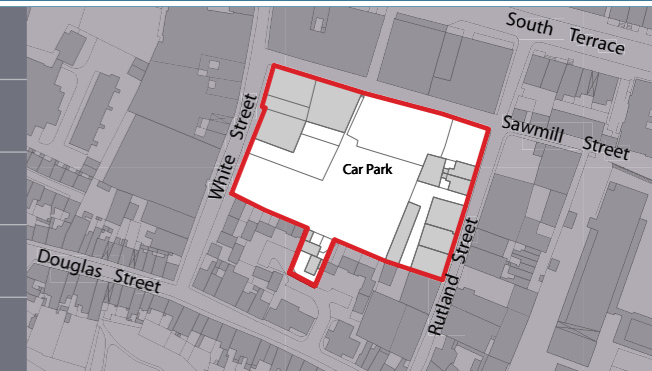 South Terrace
Sawmill Street
White Street
Car Park
Rutland Street
Douglas Street